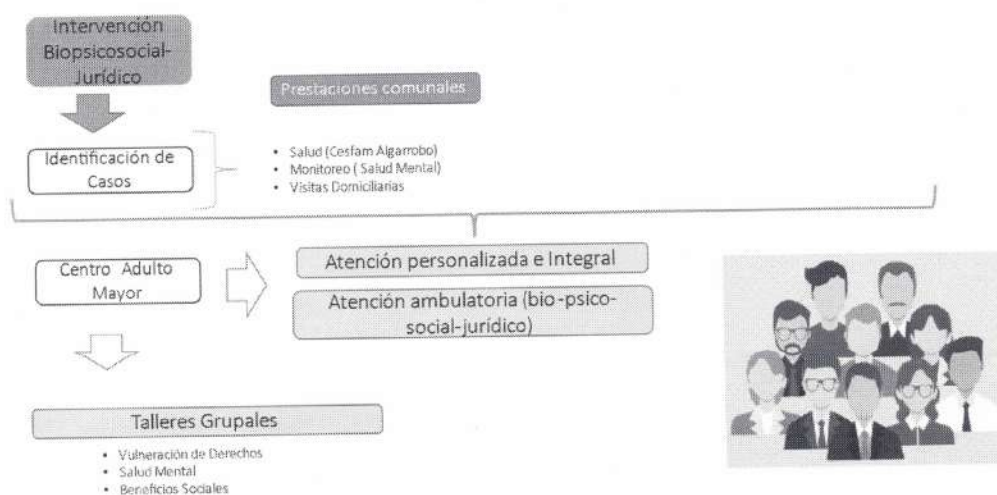 Intervención
Biopsicosocial-
Jurídico
Prestaciones comunales
Identificación de
Casos
• Salud (Cesfam Algarrobo)
• Monitoreo ( Salud Mental)
• Visitas Domiciliarias
Centro Adulto
Mayor
Atención personalizada e Integral
Atención ambulatoria (bio-psico-
social-jurídico)
Talleres Grupales
• Vulneración de Derechos
• Salud Mental
• Beneficios Sociales